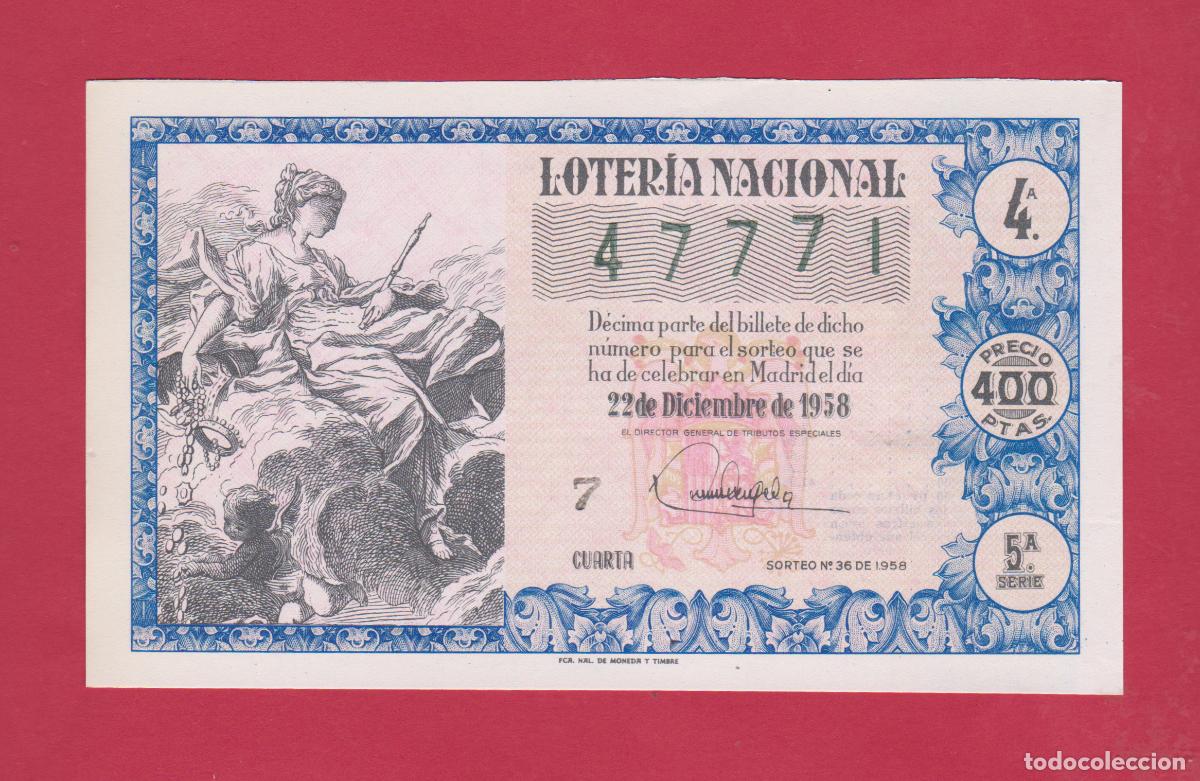 LOTERÍA NACIONAL
47771
4.ª
Décima parte del billete de dicho
número para el sorteo que se
ha de celebrar en Madrid el día
22 de Diciembre de 1958
EL DIRECTOR GENERAL DE TRIBUTOS ESPECIALES
PRECIO
400
PTAS.
7
CUARTA
SORTEO Nº 36 DE 1958
5.ª
SERIE
FCA. NAL. DE MONEDA Y TIMBRE
todocoleccion